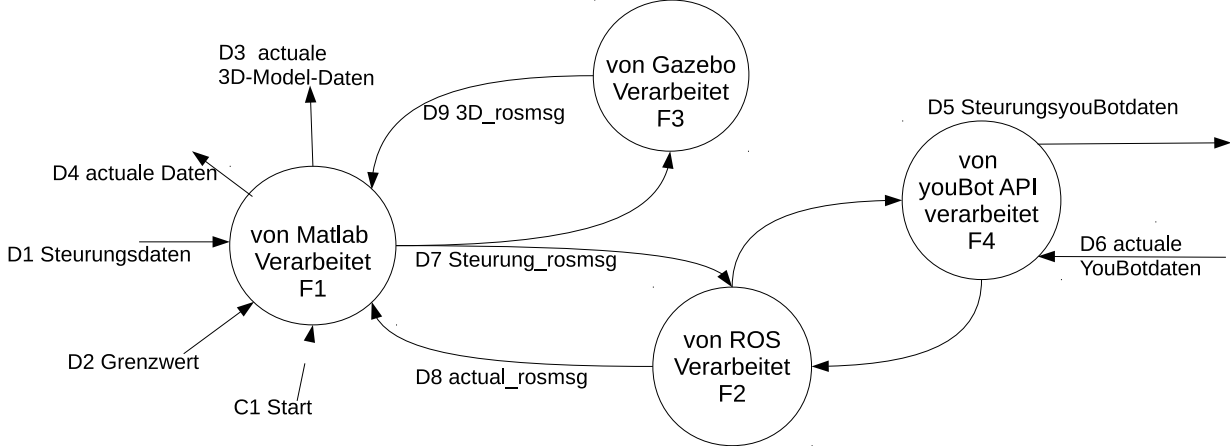 D3 actuale
3D-Model-Daten
von Gazebo
Verarbeitet
F3
D9 3D_rosmsg
D5 SteurungsyouBotdaten
D4 actuale Daten
von
youBot API
verarbeitet
F4
von Matlab
Verarbeitet
F1
D1 Steurungsdaten
D7 Steurung_rosmsg
D6 actuale
YouBotdaten
von ROS
Verarbeitet
F2
D2 Grenzwert
D8 actual_rosmsg
C1 Start